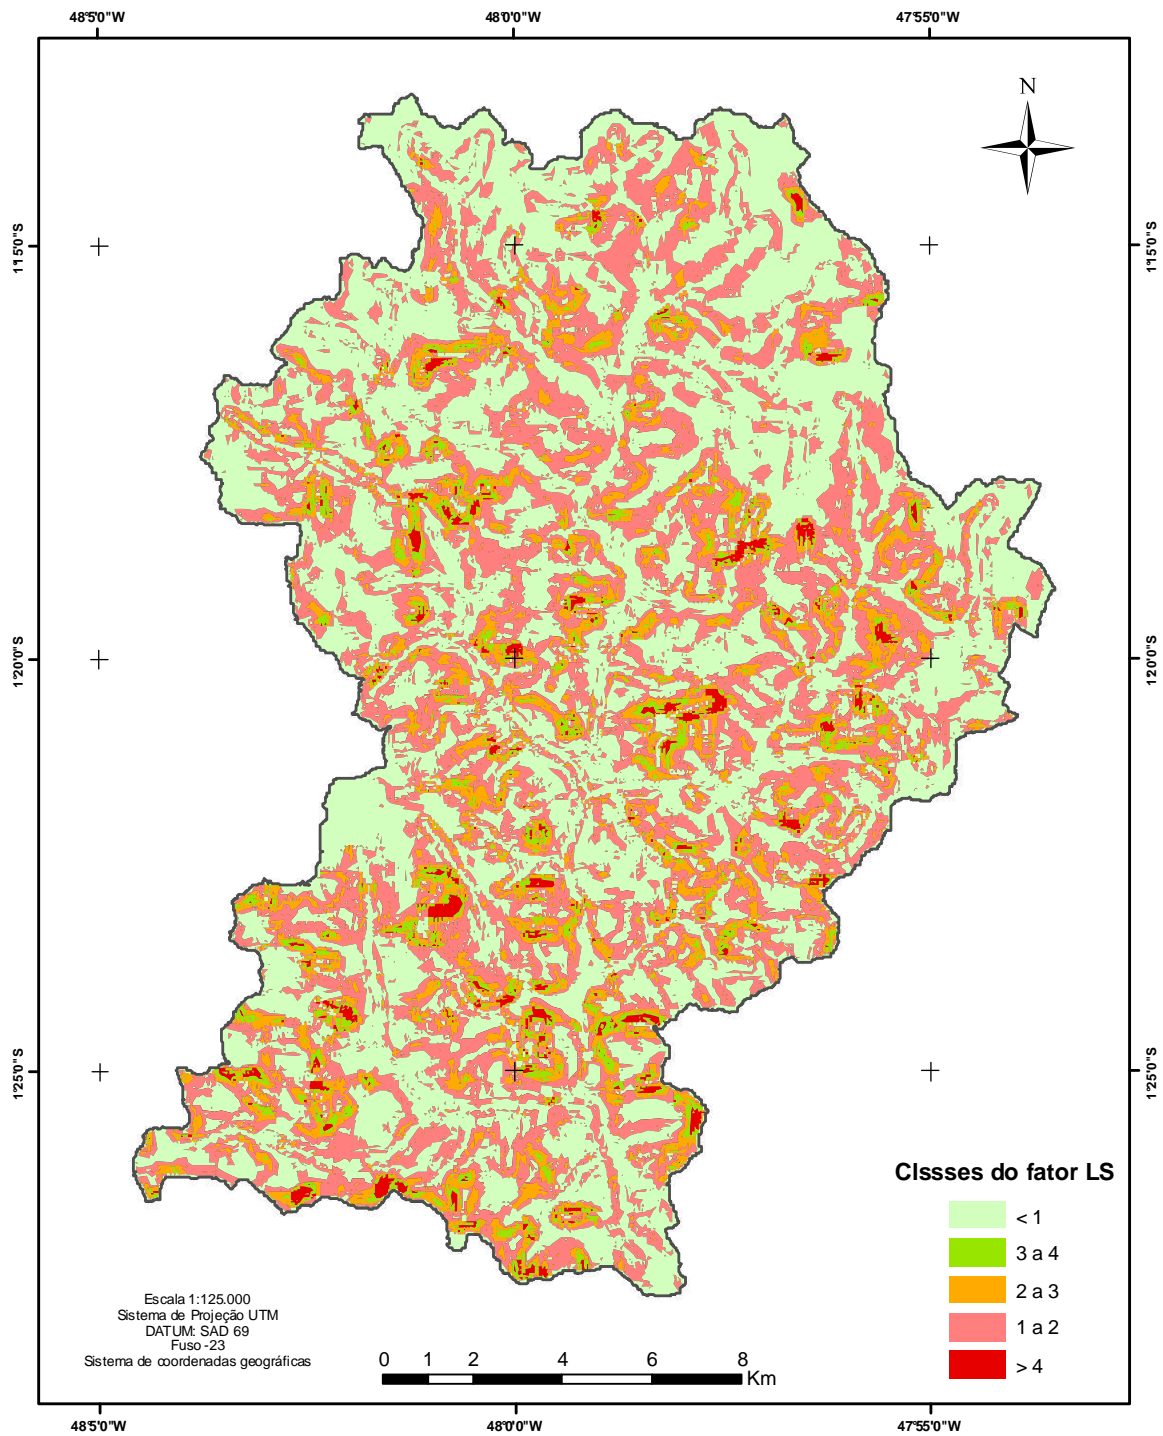 48°5'0"W 48°0'0"W 47°55'0"W
N
1°15'0"S 1°15'0"S
1°20'0"S 1°20'0"S
1°25'0"S 1°25'0"S
Clssses do fator LS
< 1
3 a 4
2 a 3
1 a 2
> 4
Escala 1:125.000
Sistema de Projeção UTM
DATUM: SAD 69
Fuso -23
Sistema de coordenadas geográficas
0 1 2 4 6 8
Km
48°5'0"W 48°0'0"W 47°55'0"W